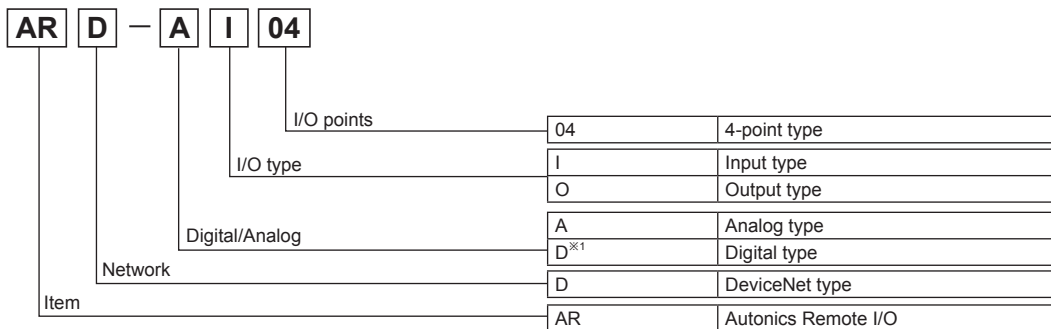 AR D - A I 04
I/O points
04 4-point type
I/O type
I Input type
O Output type
Digital/Analog
A Analog type
D※1 Digital type
Network
D DeviceNet type
Item
AR Autonics Remote I/O